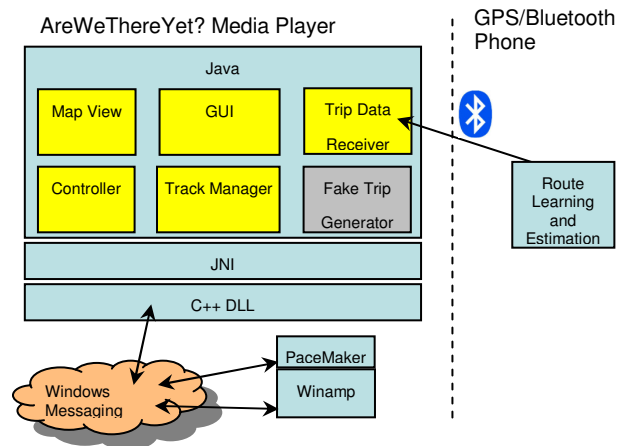 AreWeThereYet? Media Player
GPS/Bluetooth
Phone
Java
Map View
GUI
Trip Data
Receiver
Controller
Track Manager
Fake Trip
Generator
Route
Learning
and
Estimation
JNI
C++ DLL
PaceMaker
Winamp
Windows
Messaging